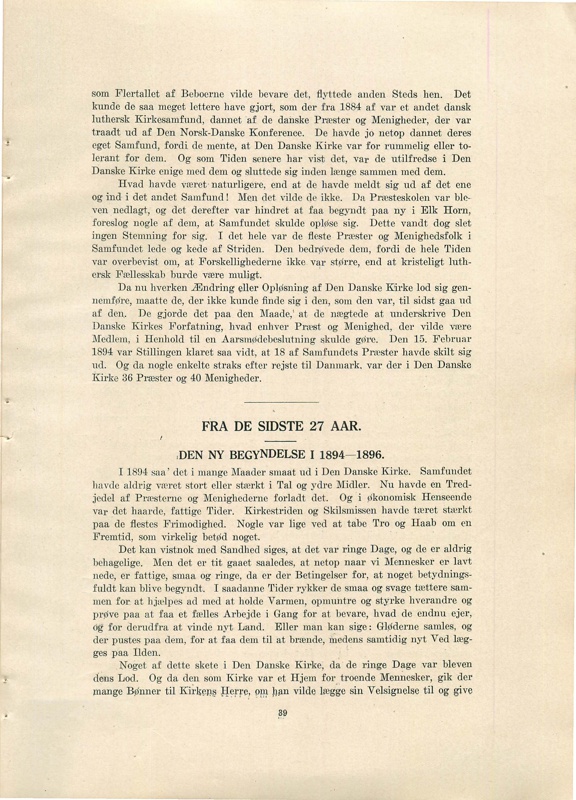 som Flertallet af Beboerne vilde bevare det, flyttede anden Steds hen. Det
kunde de saa meget lettere have gjort, som der fra 1884 af var et andet dansk
luthersk Kirkesamfund, dannet af de danske Præster og Menigheder, der var
traadt ud af Den Norsk-Danske Konference. De havde jo netop dannet deres
eget Samfund, fordi de mente, at Den Danske Kirke var for rummelig eller to-
lerant for dem. Og som Tiden senere har vist det, var de utilfredse i Den
Danske Kirke enige med dem og sluttede sig inden længe sammen med dem.
Hvad havde været naturligere, end at de havde meldt sig ud af det ene
og ind i det andet Samfund! Men det vilde de ikke. Da Præsteskolen var ble-
ven nedlagt, og det derefter var hindret at faa begyndt paa ny i Elk Horn,
foreslog nogle af dem, at Samfundet skulde opløse sig. Dette vandt dog slet
ingen Stemning for sig. I det hele var de fleste Præster og Menighedsfolk i
Samfundet lede og kede af Striden. Den bedrøvede dem, fordi de hele Tiden
var overbevist om, at Forskellighederne ikke var større, end at kristeligt luth-
ersk Fællesskab burde være muligt.
Da nu hverken Ændring eller Opløsning af Den Danske Kirke lod sig gen-
nemføre, maatte de, der ikke kunde finde sig i den, som den var, til sidst gaa ud
af den. De gjorde det paa den Maade, at de nægtede at underskrive Den
Danske Kirkes Forfatning, hvad enhver Præst og Menighed, der vilde være
Medlem, i Henhold til en Aarsmødebeslutning skulde gøre. Den 15. Februar
1894 var Stillingen klaret saa vidt, at 18 af Samfundets Præster havde skilt sig
ud. Og da nogle enkelte straks efter rejste til Danmark, var der i Den Danske
Kirke 36 Præster og 40 Menigheder.
FRA DE SIDSTE 27 AAR.
DEN NY BEGYNDELSE I 1894—1896.
I 1894 saa' det i mange Maader smaat ud i Den Danske Kirke. Samfundet
havde aldrig været stort eller stærkt i Tal og ydre Midler. Nu havde en Tred-
jedel af Præsterne og Menighederne forladt det. Og i økonomisk Henseende
var det haarde, fattige Tider. Kirkestriden og Skilsmissen havde tæret stærkt
paa de flestes Frimodighed. Nogle var lige ved at tabe Tro og Haab om en
Fremtid, som virkelig betød noget.
Det kan vistnok med Sandhed siges, at det var ringe Dage, og de er aldrig
behagelige. Men det er tit gaaet saaledes, at netop naar vi Mennesker er lavt
nede, er fattige, smaa og ringe, da er der Betingelser for, at noget betydnings-
fuldt kan blive begyndt. I saadanne Tider rykker de smaa og svage tættere sam-
men for at hjælpes ad med at holde Varmen, opmuntre og styrke hverandre og
prøve paa at faa et fælles Arbejde i Gang for at bevare, hvad de endnu ejer,
og for derudfra at vinde nyt Land. Eller man kan sige: Gløderne samles, og
der pustes paa dem, for at faa dem til at brænde, medens samtidig nyt Ved læg-
ges paa Ilden.
Noget af dette skete i Den Danske Kirke, da de ringe Dage var bleven
dens Lod. Og da den som Kirke var et Hjem for troende Mennesker, gik der
mange Bønner til Kirkens Herre, om han vilde lægge sin Velsignelse til og give
39